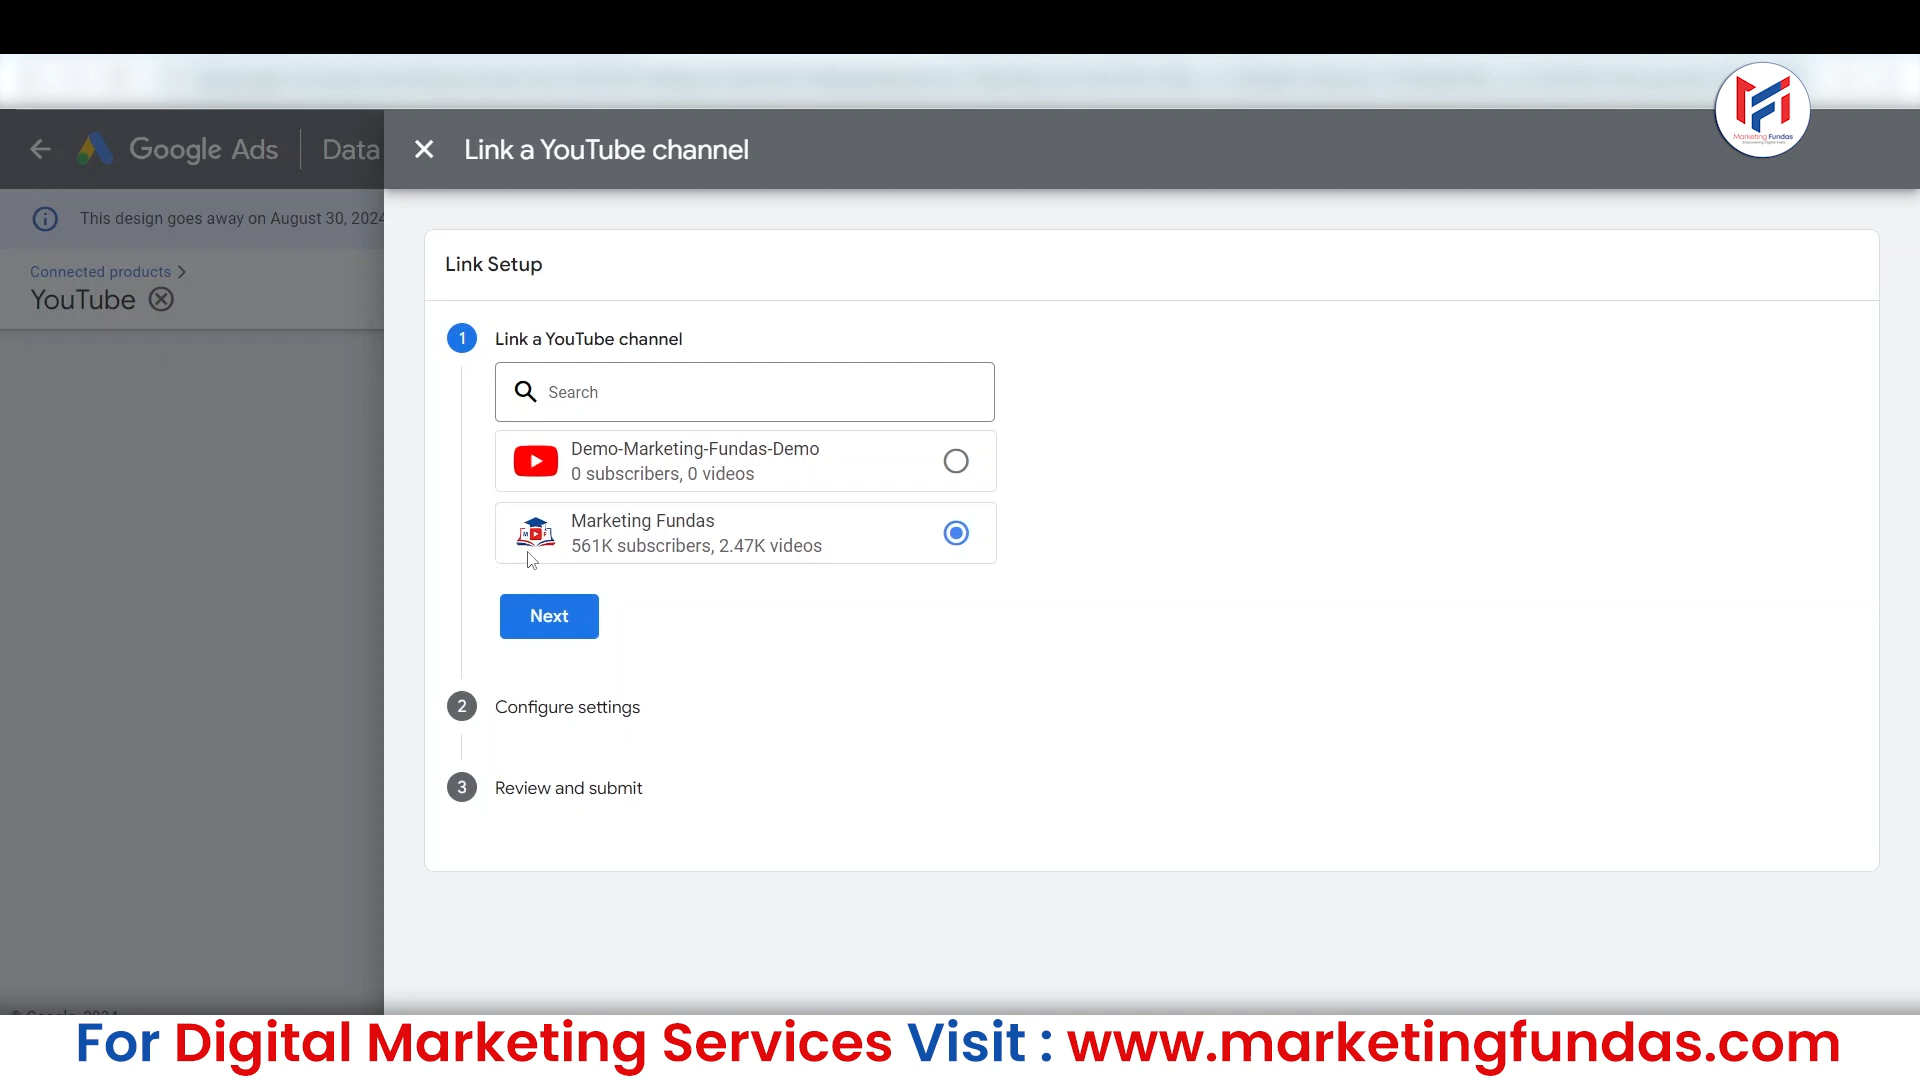 Marketing Fundas
Google Ads
Data
Link a YouTube channel
This design goes away on August 30, 2024
Connected products
YouTube
Link Setup
1
Link a YouTube channel
Search
Demo-Marketing-Fundas-Demo
0 subscribers, 0 videos
Marketing Fundas
561K subscribers, 2.47K videos
Next
2
Configure settings
3
Review and submit
For Digital Marketing Services Visit : www.marketingfundas.com